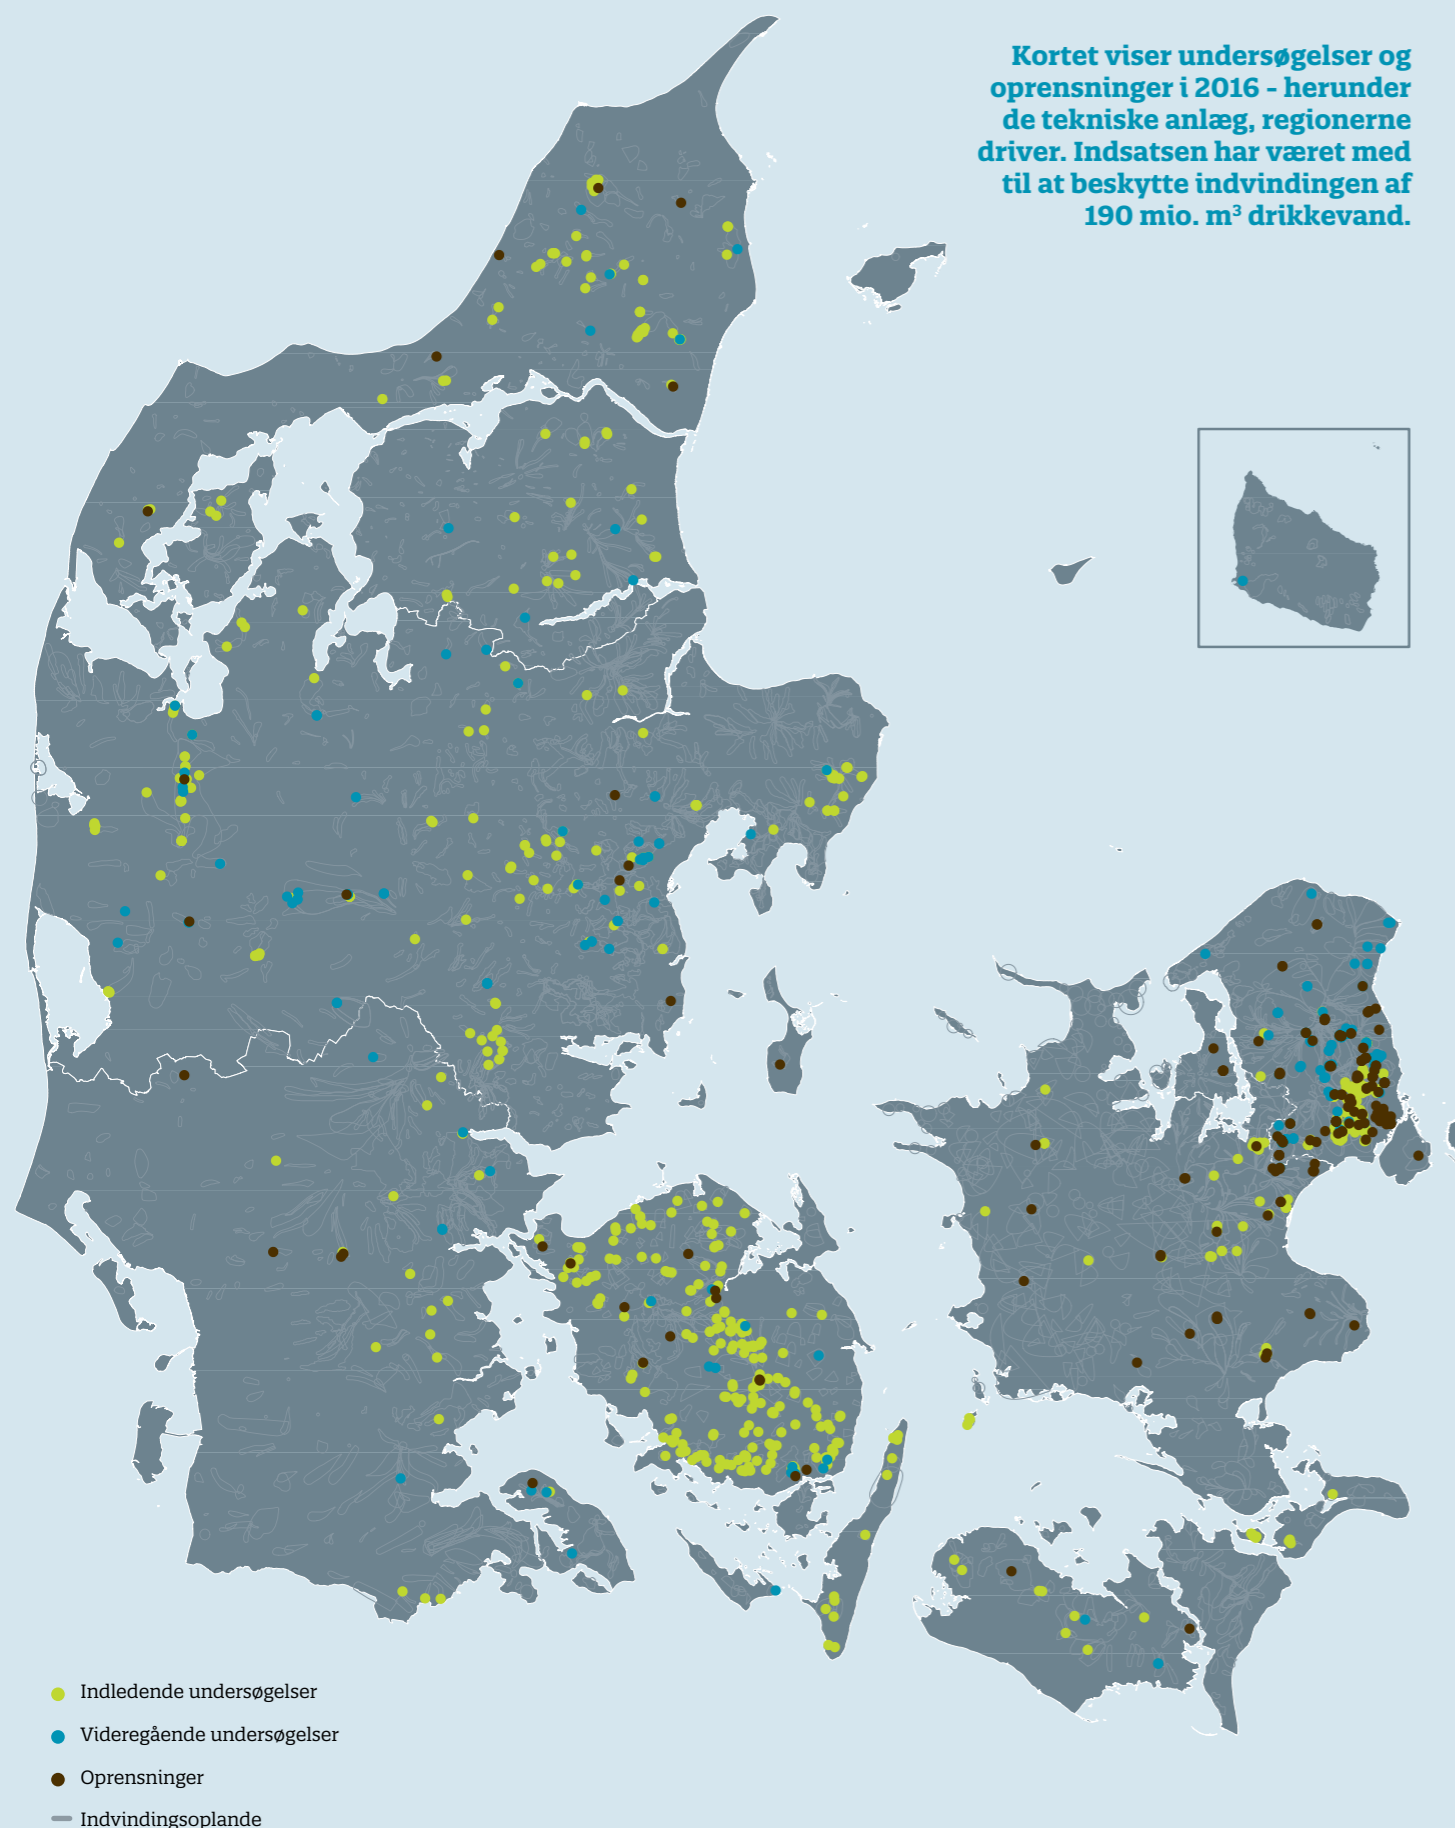 Kortet viser undersøgelser og
oprensninger i 2016 - herunder
de tekniske anlæg, regionerne
driver. Indsatsen har været med
til at beskytte indvindingen af
190 mio. m³ drikkevand.
Indledende undersøgelser
Videregående undersøgelser
Oprensninger
Indvindingsoplande